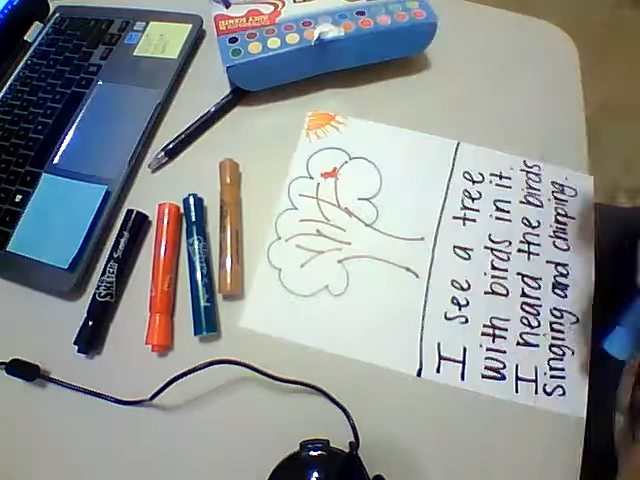 I see a tree
with birds in it.
I heard the birds
singing and chirping.